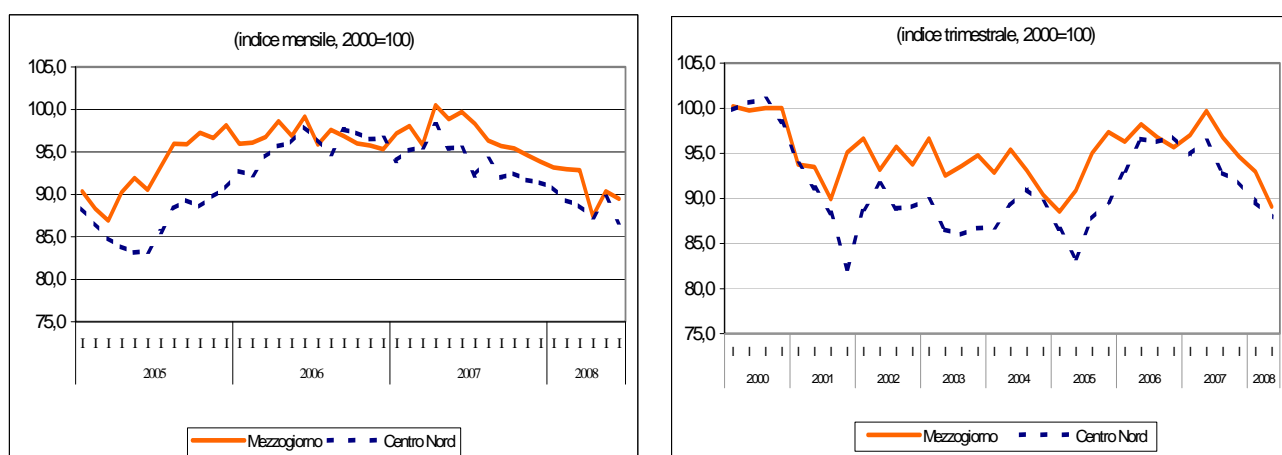 (indice mensile, 2000=100)
105,0
100,0
95,0
90,0
85,0
80,0
75,0
I I I I I I I I I I I I I I I I I I I I I I I I I I I I I I I I I I I I I I I I I I
2005 2006 2007 2008
Mezzogiorno Centro Nord
(indice trimestrale, 2000=100)
105,0
100,0
95,0
90,0
85,0
80,0
75,0
I I I I I I I I I I I I I I I I I I I I I I I I I I I I I I I I I I
2000 2001 2002 2003 2004 2005 2006 2007 2008
Mezzogiorno Centro Nord